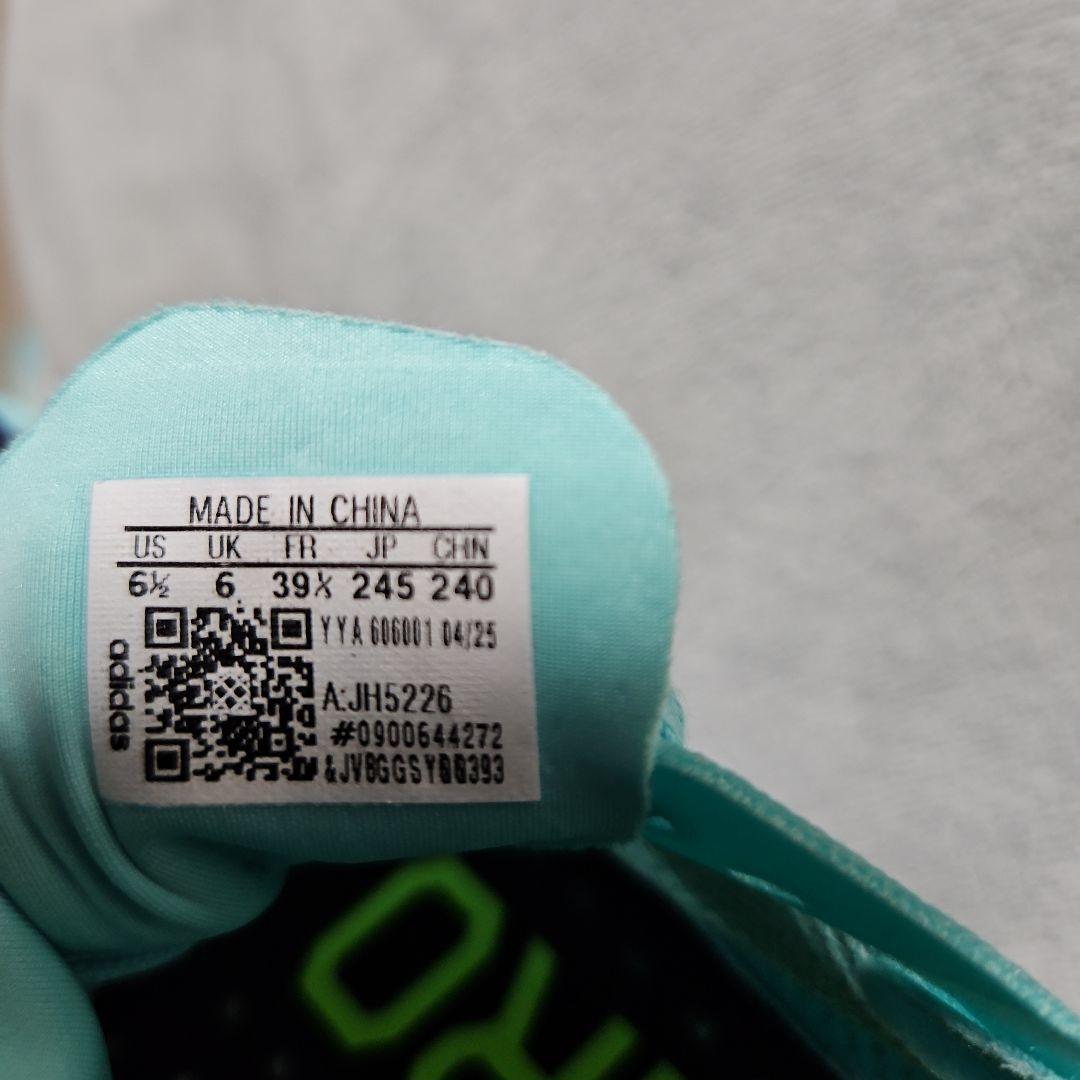 MADE IN CHINA
US UK FR JP CHN
6½ 6 39⅓ 245 240
YYA 606001 04/25
adidas
A:JH5226
#0900644272